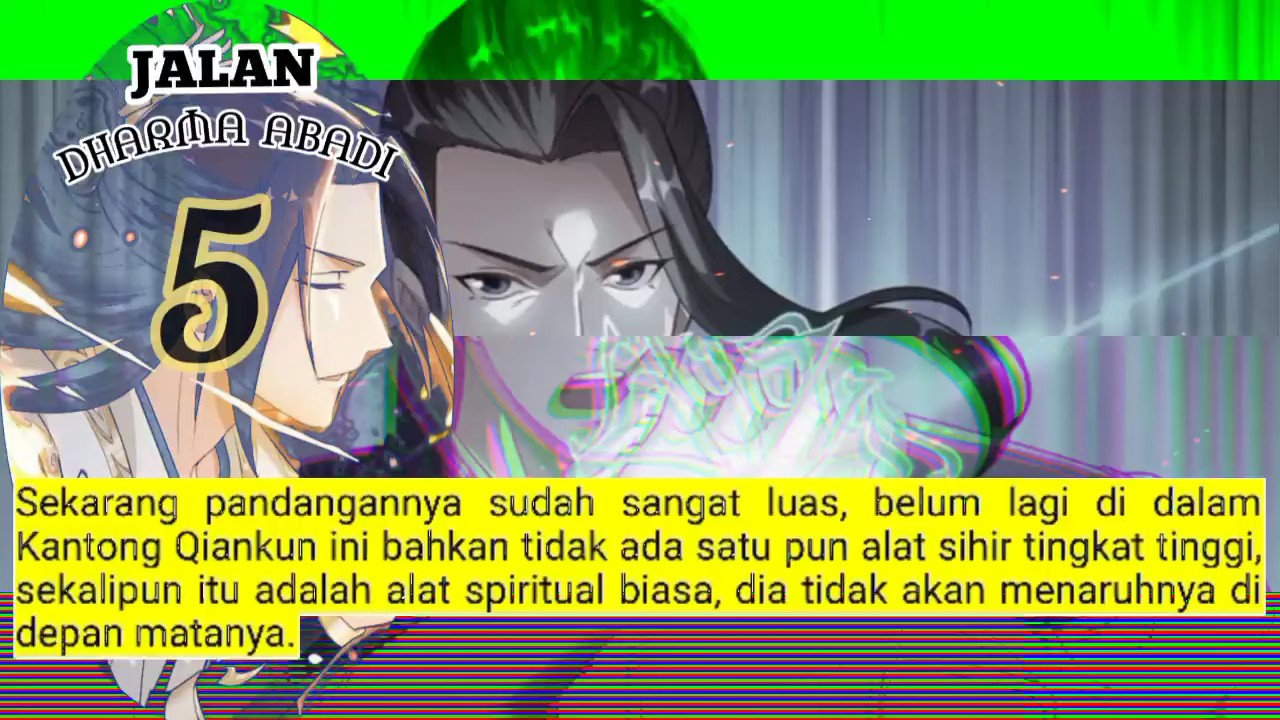 JALAN
DHARMA ABADI
5
Sekarang pandangannya sudah sangat luas, belum lagi di dalam
Kantong Qiankun ini bahkan tidak ada satu pun alat sihir tingkat tinggi,
sekalipun itu adalah alat spiritual biasa, dia tidak akan menaruhnya di
depan matanya.